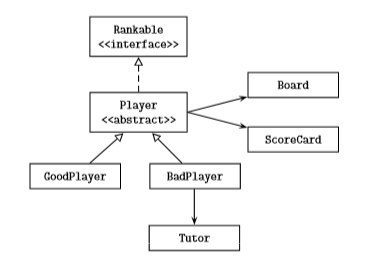 Rankable
<<interface>>
Player
<<abstract>>
Board
ScoreCard
GoodPlayer
BadPlayer
Tutor